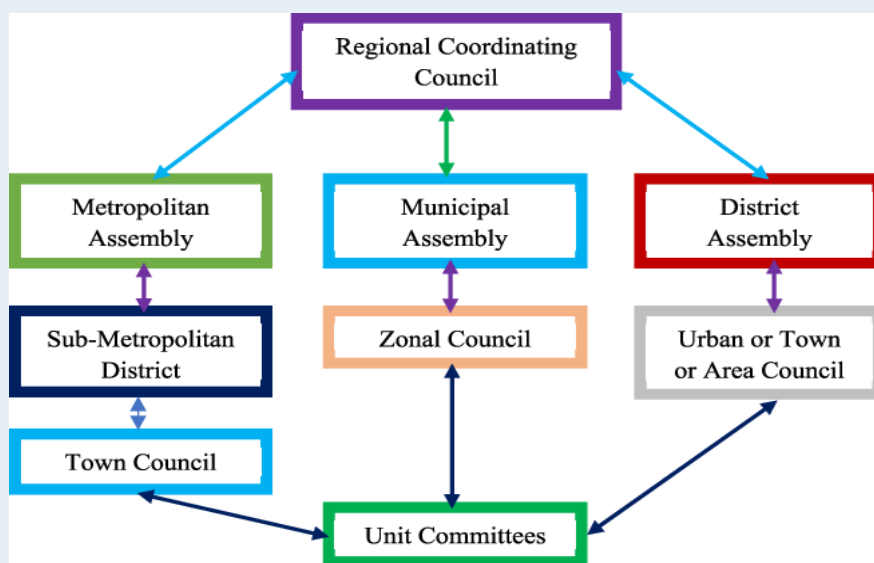 Regional Coordinating
Council
Metropolitan
Assembly
Municipal
Assembly
District
Assembly
Sub-Metropolitan
District
Zonal Council
Urban or Town
or Area Council
Town Council
Unit Committees